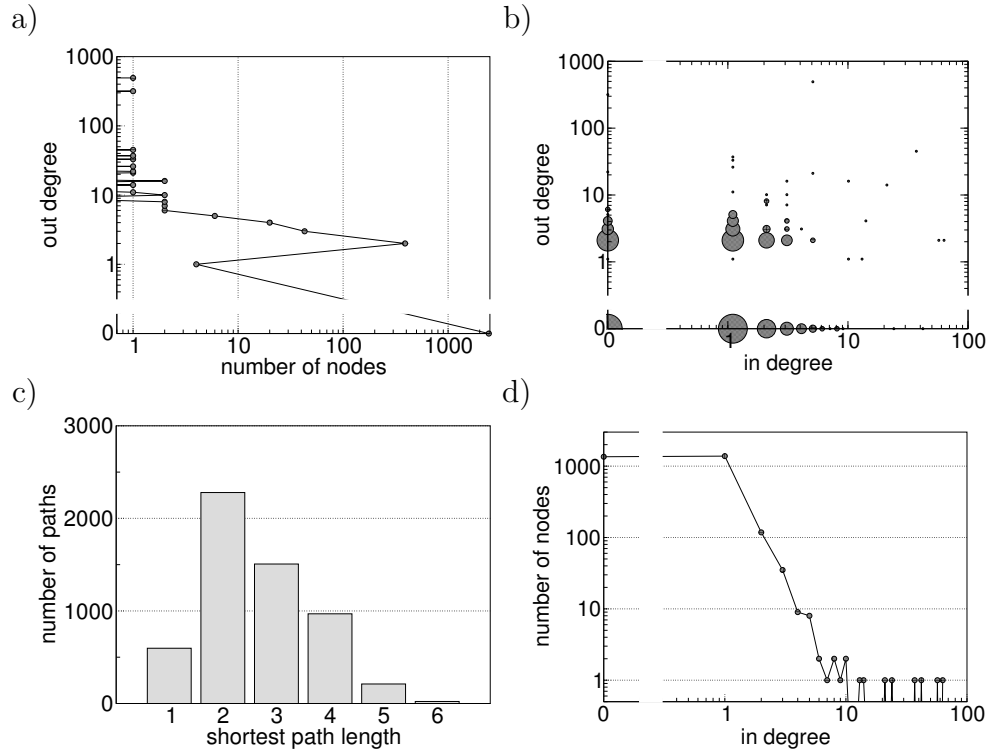 a)
1000
100
10
1
0
out degree
1 10 100 1000
number of nodes
b)
1000
100
10
1
0
out degree
0 1 10 100
in degree
c)
3000
2000
1000
0
number of paths
1 2 3 4 5 6
shortest path length
d)
1000
100
10
1
number of nodes
0 1 10 100
in degree